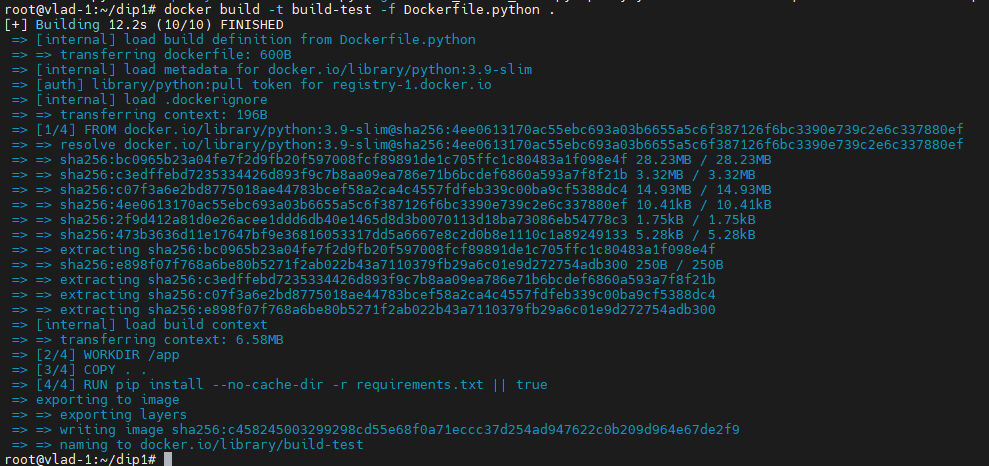 root@vlad-1:~/dip1# docker build -t build-test -f Dockerfile.python .
[+] Building 12.2s (10/10) FINISHED
=> [internal] load build definition from Dockerfile.python
=> => transferring dockerfile: 600B
=> [internal] load metadata for docker.io/library/python:3.9-slim
=> [auth] library/python:pull token for registry-1.docker.io
=> [internal] load .dockerignore
=> => transferring context: 196B
=> [1/4] FROM docker.io/library/python:3.9-slim@sha256:4ee0613170ac55ebc693a03b6655a5c6f387126f6bc3390e739c2e6c337880ef
=> => resolve docker.io/library/python:3.9-slim@sha256:4ee0613170ac55ebc693a03b6655a5c6f387126f6bc3390e739c2e6c337880ef
=> => sha256:bc0965b23a04fe7f2d9fb20f597008fcf89891de1c705ffc1c80483a1f098e4f 28.23MB / 28.23MB
=> => sha256:c3edffebd7235334426d893f9c7b8aa09ea786e71b6bcdef6860a593a7f8f21b 3.32MB / 3.32MB
=> => sha256:c07f3a6e2bd8775018ae44783bcef58a2ca4c4557fdfeb339c00ba9cf5388dc4 14.93MB / 14.93MB
=> => sha256:4ee0613170ac55ebc693a03b6655a5c6f387126f6bc3390e739c2e6c337880ef 10.41kB / 10.41kB
=> => sha256:2f9d412a81d0e26acee1ddd6db40e1465d8d3b0070113d18ba73086eb54778c3 1.75kB / 1.75kB
=> => sha256:473b3636d11e17647bf9e36816053317dd5a6667e8c2d0b8e1110c1a89249133 5.28kB / 5.28kB
=> => extracting sha256:bc0965b23a04fe7f2d9fb20f597008fcf89891de1c705ffc1c80483a1f098e4f
=> => sha256:e898f07f768a6be80b5271f2ab022b43a7110379fb29a6c01e9d272754adb300 250B / 250B
=> => extracting sha256:c3edffebd7235334426d893f9c7b8aa09ea786e71b6bcdef6860a593a7f8f21b
=> => extracting sha256:c07f3a6e2bd8775018ae44783bcef58a2ca4c4557fdfeb339c00ba9cf5388dc4
=> => extracting sha256:e898f07f768a6be80b5271f2ab022b43a7110379fb29a6c01e9d272754adb300
=> [internal] load build context
=> => transferring context: 6.58MB
=> [2/4] WORKDIR /app
=> [3/4] COPY . .
=> [4/4] RUN pip install --no-cache-dir -r requirements.txt || true
=> exporting to image
=> => exporting layers
=> => writing image sha256:c458245003299298cd55e68f0a71eccc37d254ad947622c0b209d964e67de2f9
=> => naming to docker.io/library/build-test
root@vlad-1:~/dip1#